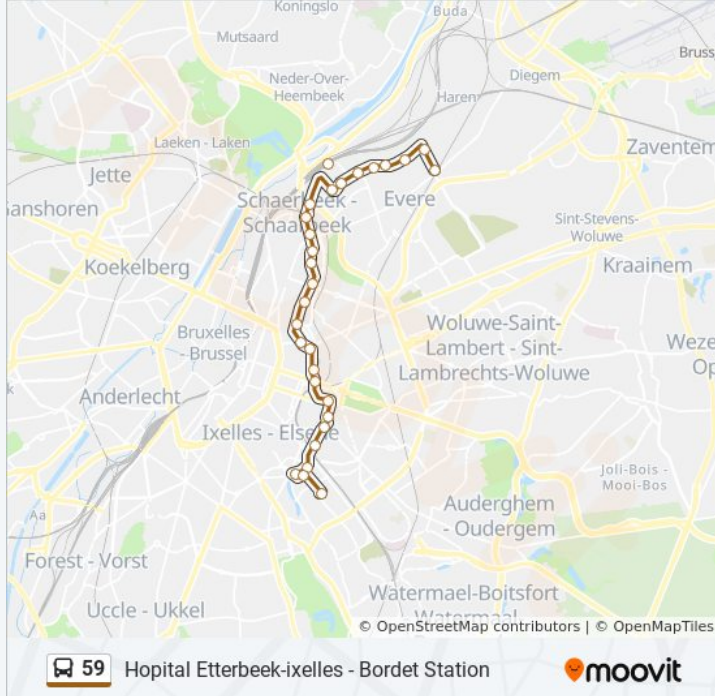 Koningslo
Buda
Mutsaard
Diegem
Bruss
Neder-Over-
Heembeek
Haren
Laeken - Laken
Zaventem
Jette
Evere
Schaerbeek -
Schaarbeek
Ganshoren
Sint-Stevens-
Woluwe
Kraainem
Koekelberg
Woluwe-Saint-
Lambert - Sint-
Lambrechts-Woluwe
Bruxelles
- Brussel
Weze
Op
Anderlecht
Ixelles - Elsene
Joli-Bois -
Mooi-Bos
Auderghem
- Oudergem
Aa
Forest - Vorst
Watermael-Boitsfort
Watermaal
Uccle - Ukkel
© OpenStreetMap contributors | © OpenMapTiles
59 Hopital Etterbeek-ixelles - Bordet Station
moovit